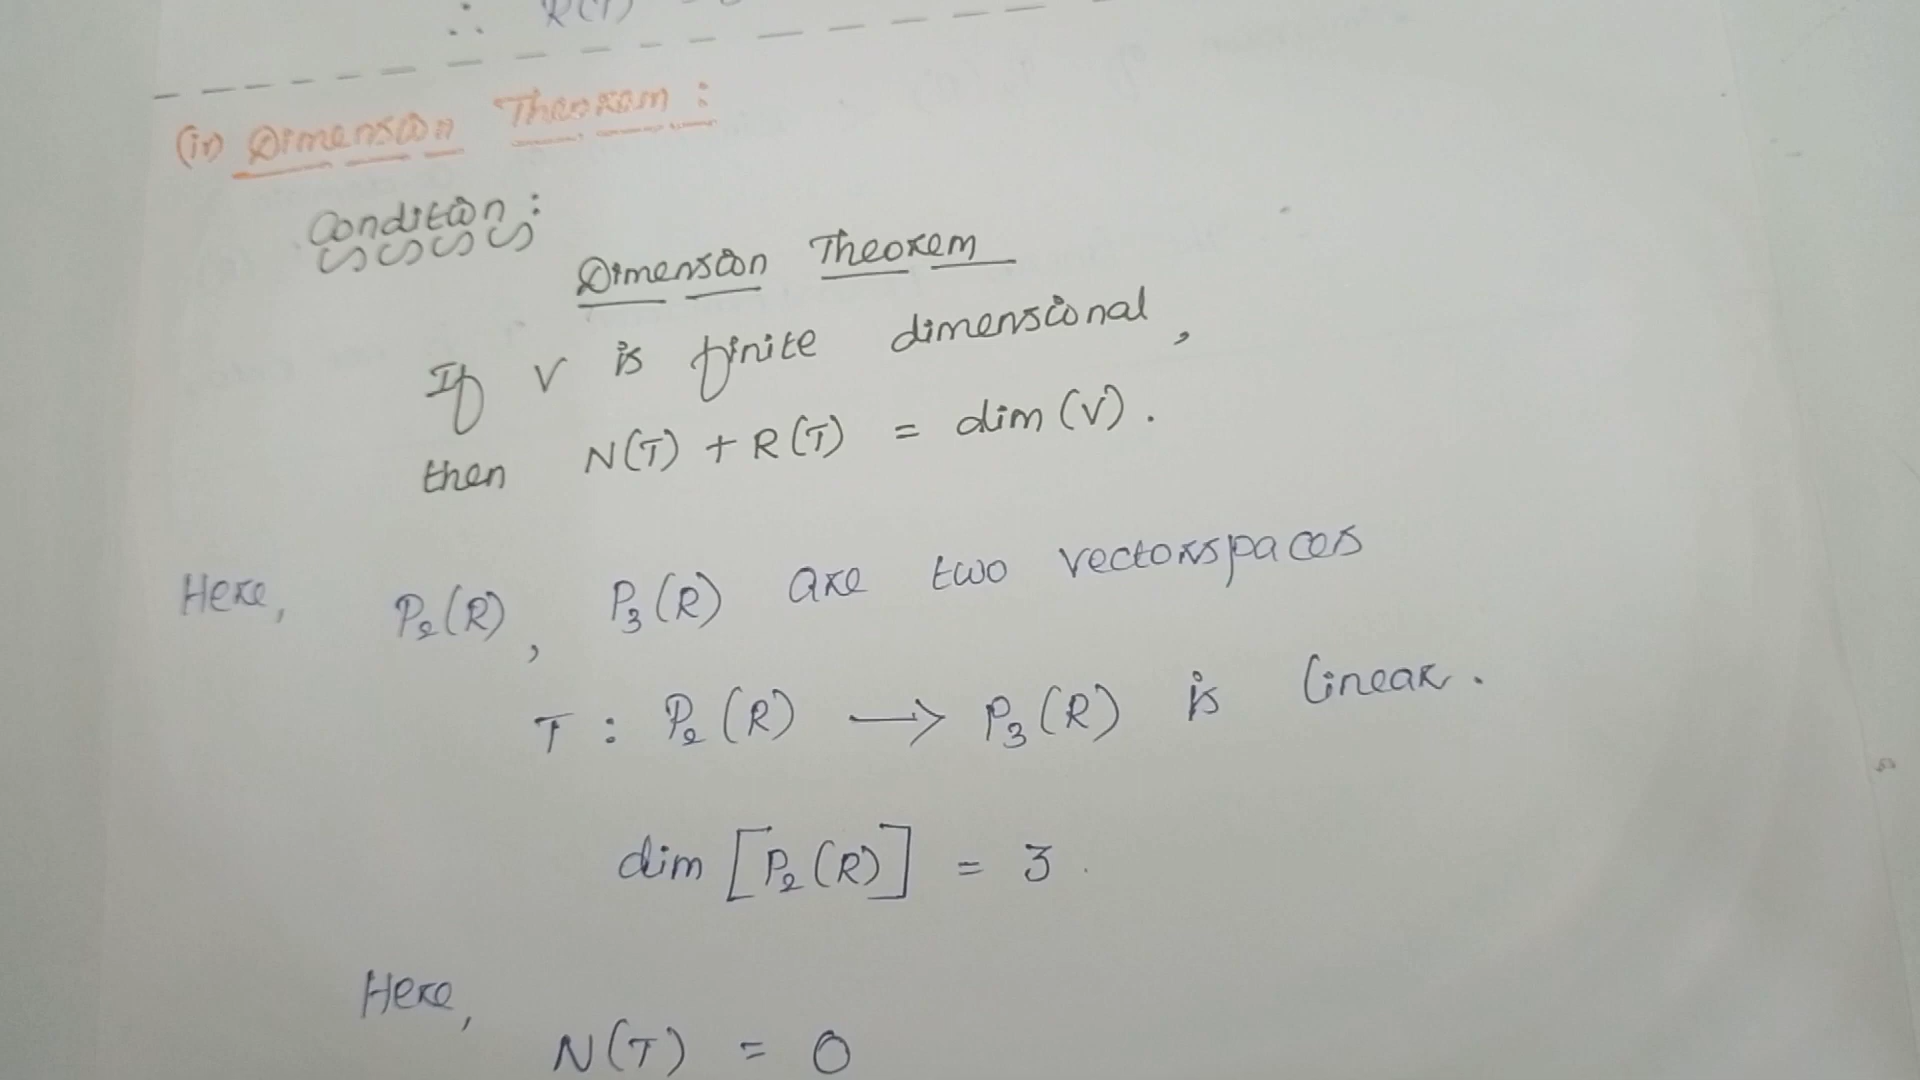 ∴ R(T)
(iv) Dimension Theorem :
Condition :
Dimension Theorem
If V is finite dimensional,
then N(T) + R(T) = dim (V).
Here, P₂(R), P₃(R) are two vectorspaces
T : P₂(R) → P₃(R) is linear.
dim [P₂(R)] = 3.
Here,
N(T) = 0